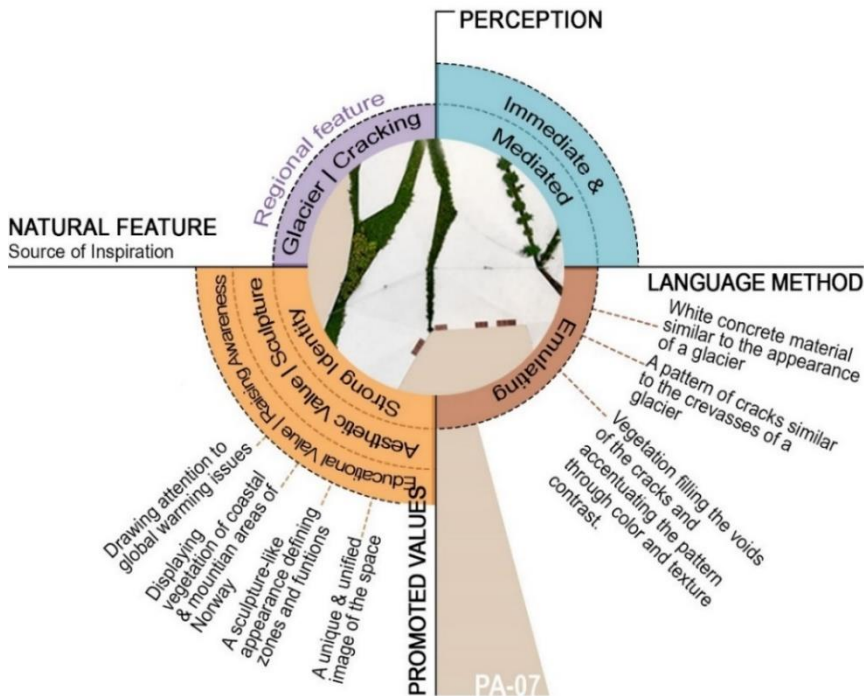 PERCEPTION
Immediate &
Mediated
Regional feature
Glacier | Cracking
NATURAL FEATURE
Source of Inspiration
LANGUAGE METHOD
Emulating
White concrete material
similar to the appearance
of a glacier
A pattern of cracks similar
to the crevasses of a
glacier
Vegetation filling the voids
of the cracks and
accentuating the pattern
through color and texture
contrast.
Strong Identity
Aesthetic Value | Sculpture
Educational Value | Raising Awareness
PROMOTED VALUES
Drawing attention to
global warming issues
Displaying
vegetation of coastal
& mountian areas of
Norway
A sculpture-like
appearance defining
zones and funtions
A unique & unified
image of the space
PA-07